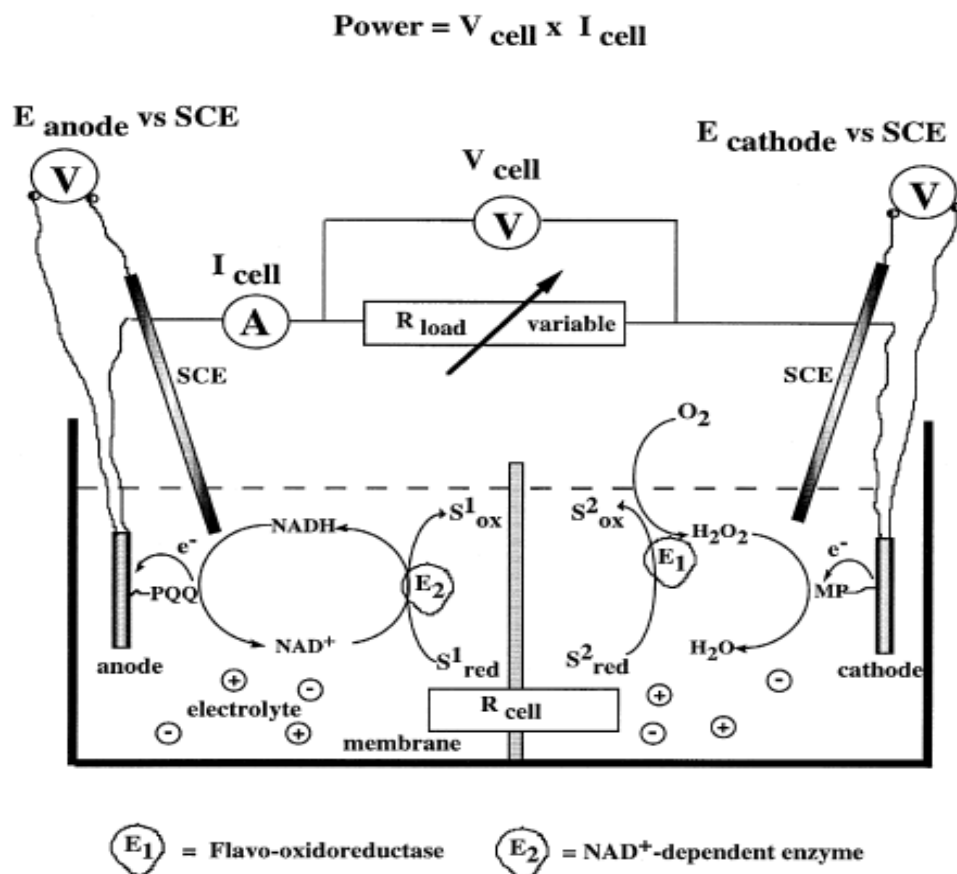 Power = V cell x I cell
E anode vs SCE
E cathode vs SCE
V
V cell
V
V
I cell
A
R load variable
SCE
SCE
O2
NADH
S1ox
S2ox
H2O2
e-
e-
E2
E1
PQQ
MP
anode
NAD+
S1red
S2red
H2O
cathode
+
-
-
+
electrolyte
R cell
-
+
membrane
-
+
E1 = Flavo-oxidoreductase
E2 = NAD+-dependent enzyme